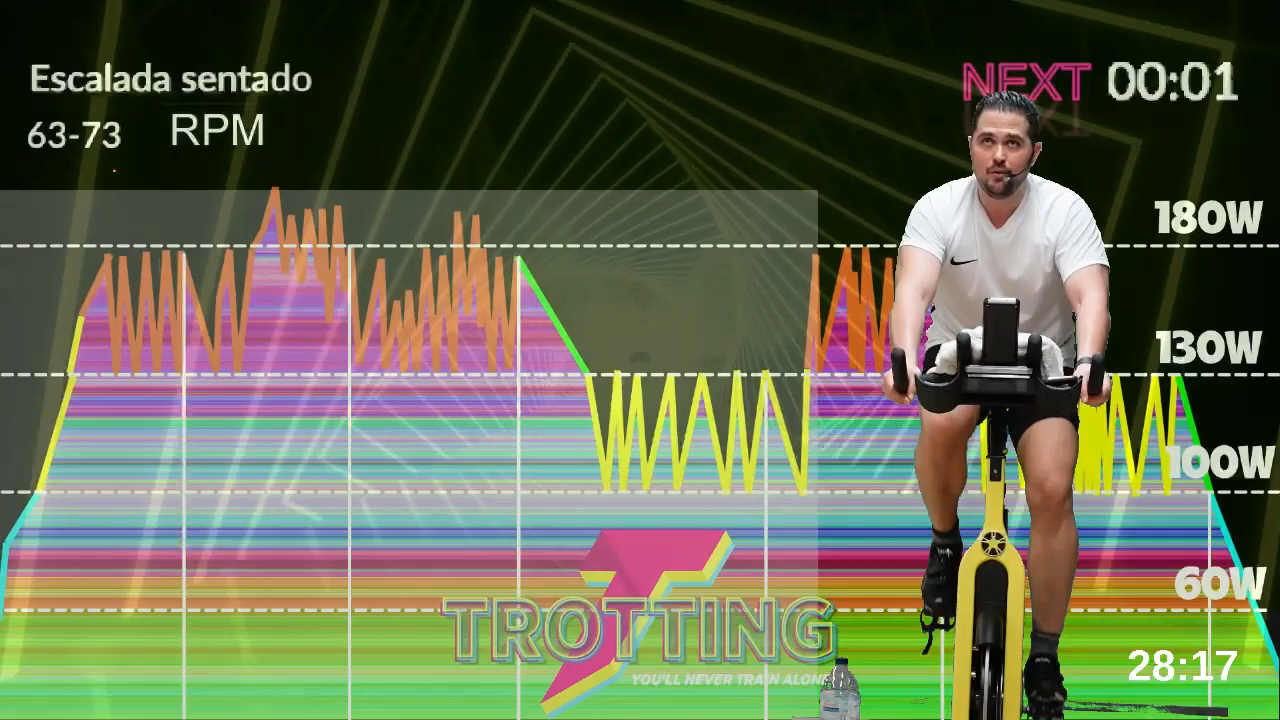 Escalada sentado
NEXT 00:01
63-73 RPM
180W
130W
100W
60W
TROTTING
YOU'LL NEVER TRAIN ALONE
28:17